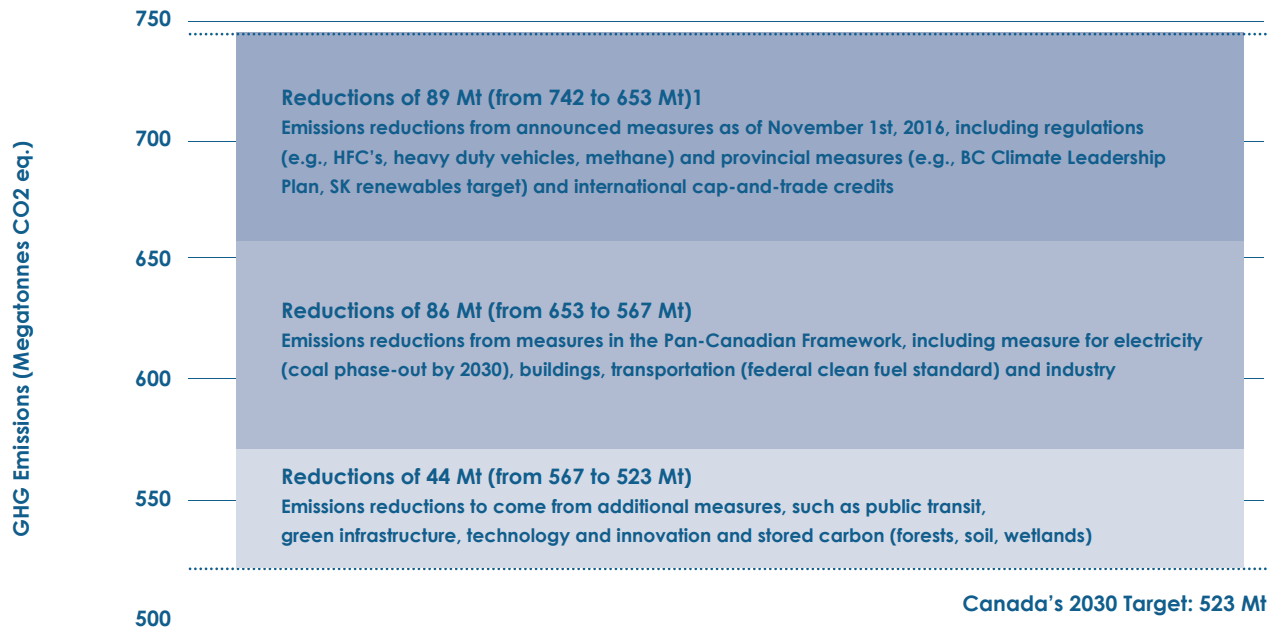 750
Reductions of 89 Mt (from 742 to 653 Mt)1
Emissions reductions from announced measures as of November 1st, 2016, including regulations
700
(e.g., HFC's, heavy duty vehicles, methane) and provincial measures (e.g., BC Climate Leadership
Plan, SK renewables target) and international cap-and-trade credits
GHG Emissions (Megatonnes CO2 eq.)
650
Reductions of 86 Mt (from 653 to 567 Mt)
Emissions reductions from measures in the Pan-Canadian Framework, including measure for electricity
(coal phase-out by 2030), buildings, transportation (federal clean fuel standard) and industry
600
Reductions of 44 Mt (from 567 to 523 Mt)
Emissions reductions to come from additional measures, such as public transit,
550
green infrastructure, technology and innovation and stored carbon (forests, soil, wetlands)
Canada's 2030 Target: 523 Mt
500